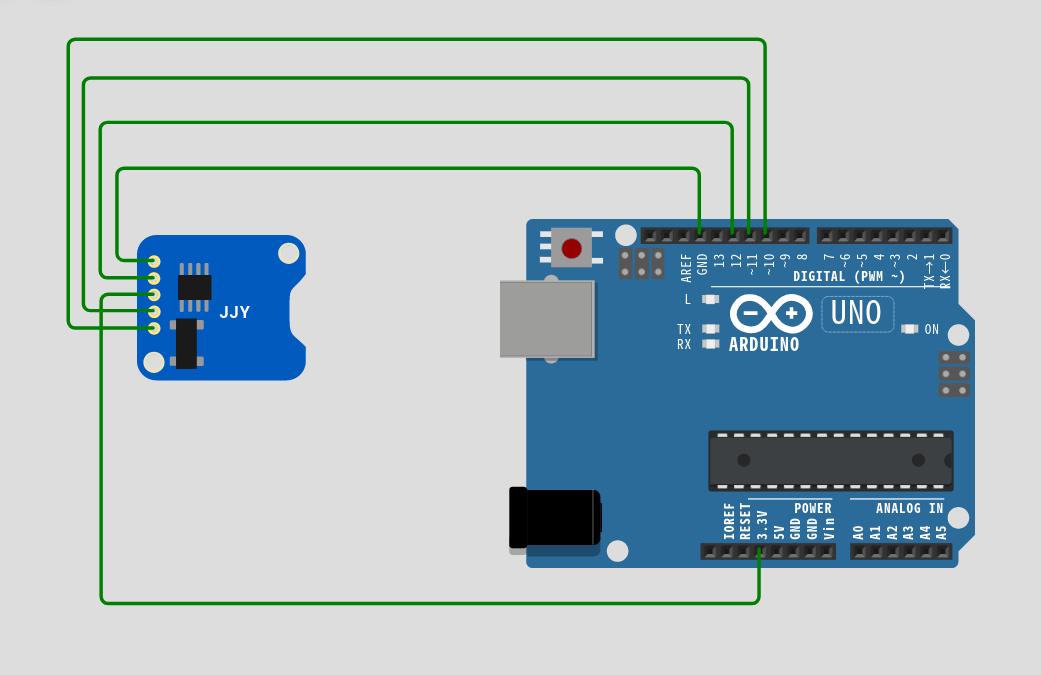 JJY
AREF
GND
13
12
~11
~10
~9
8
7
~6
~5
4
~3
2
TX→1
RX←0
DIGITAL (PWM ~)
L
TX
RX
UNO
ON
ARDUINO
POWER
ANALOG IN
IOREF
RESET
3.3V
5V
GND
GND
Vin
A0
A1
A2
A3
A4
A5